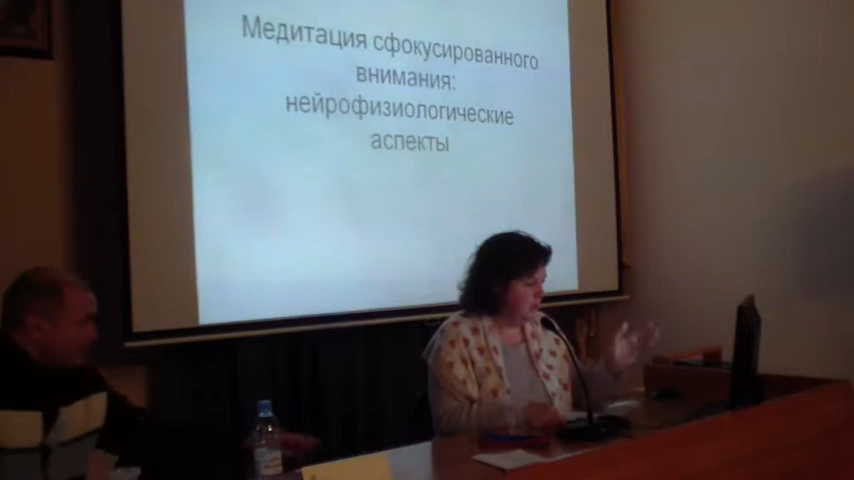 Медитация сфокусированного
внимания:
нейрофизиологические
аспекты